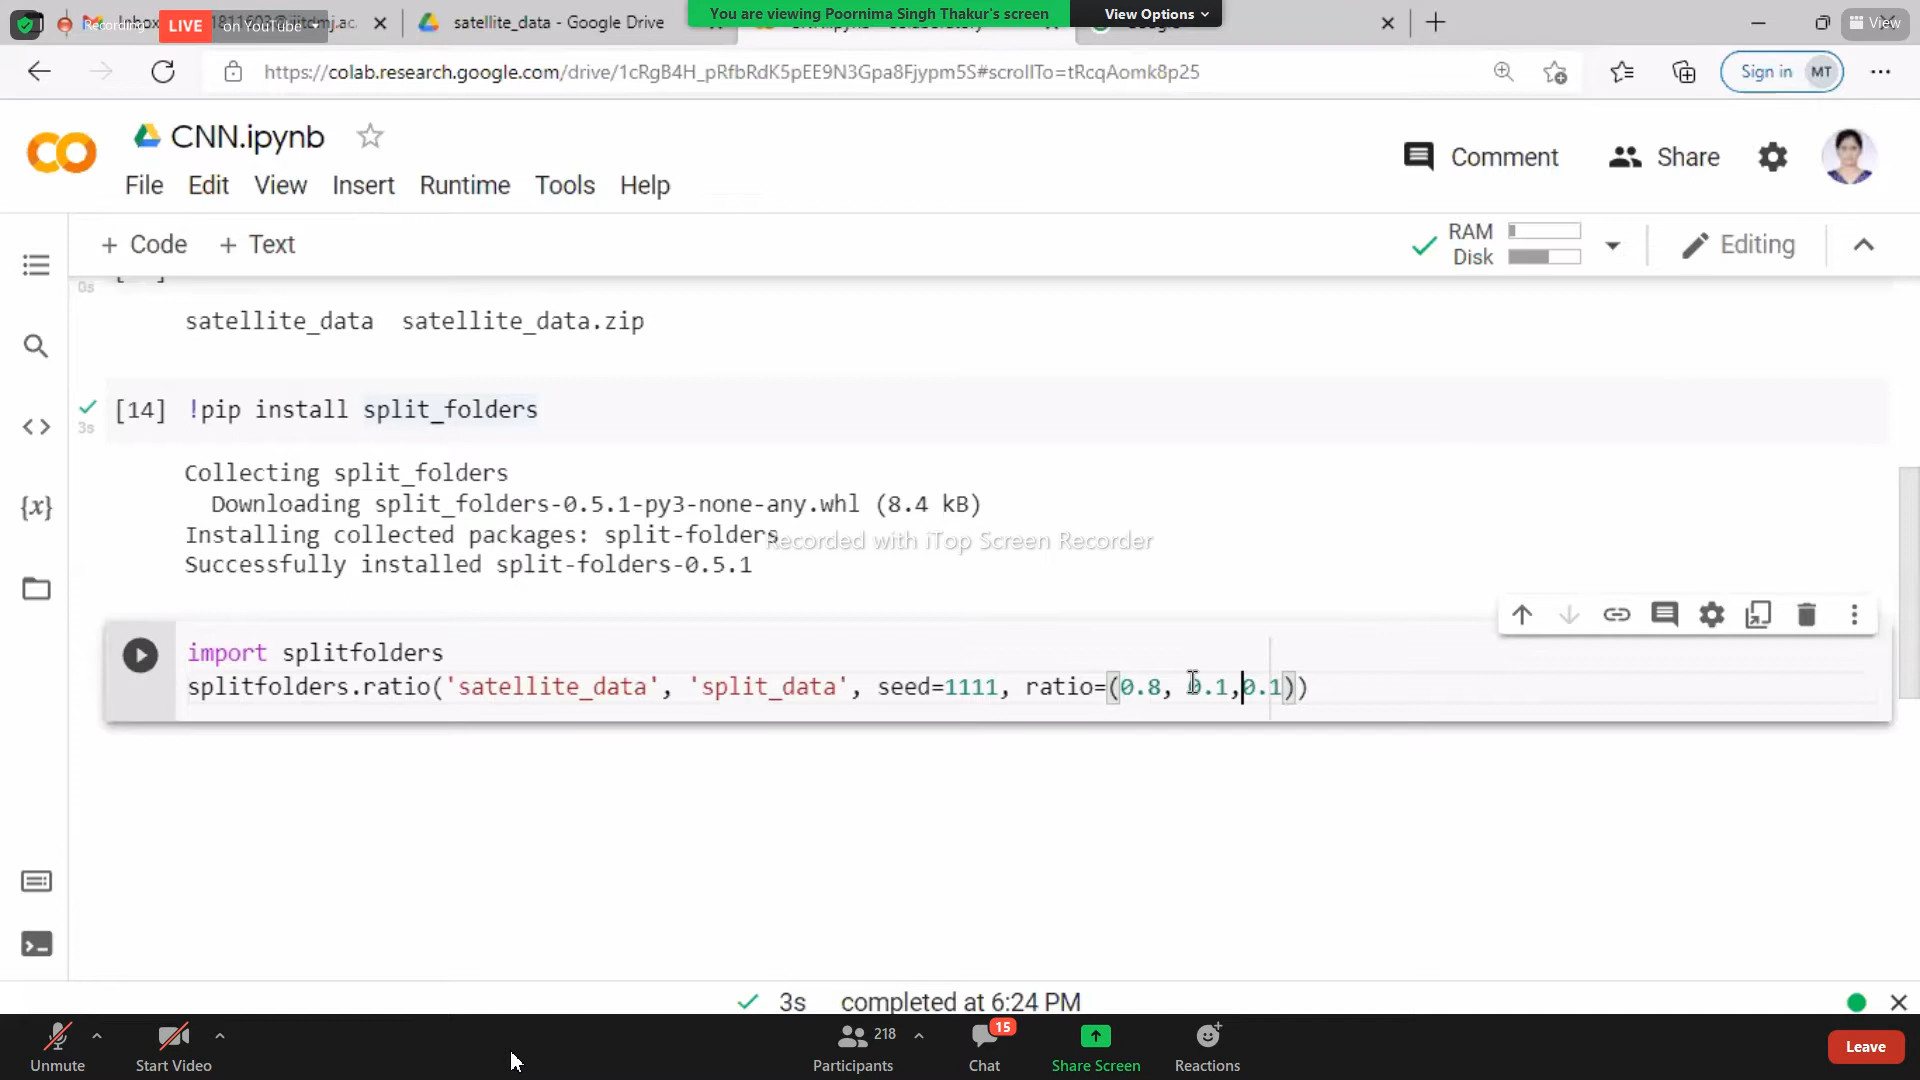 Recording
LIVE on YouTube
satellite_data - Google Drive
You are viewing Poornima Singh Thakur's screen
View Options
View
https://colab.research.google.com/drive/1cRgB4H_pRfbRdK5pEE9N3Gpa8Fjypm5S#scrollTo=tRcqAomk8p25
Sign in MT
CNN.ipynb
Comment
Share
File Edit View Insert Runtime Tools Help
+ Code + Text
RAM
Disk
Editing
0s
satellite_data satellite_data.zip
[14] !pip install split_folders
3s
Collecting split_folders
Downloading split_folders-0.5.1-py3-none-any.whl (8.4 kB)
Installing collected packages: split-folders
Recorded with iTop Screen Recorder
Successfully installed split-folders-0.5.1
import splitfolders
splitfolders.ratio('satellite_data', 'split_data', seed=1111, ratio=(0.8, 0.1,0.1))
3s completed at 6:24 PM
Unmute
Start Video
218
Participants
15
Chat
Share Screen
Reactions
Leave